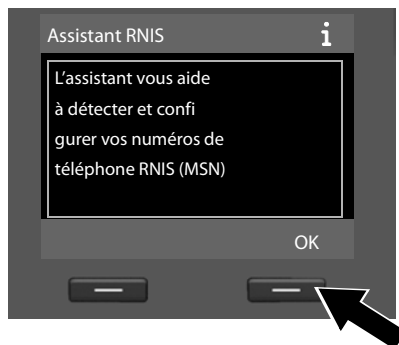 Assistant RNIS i
L'assistant vous aide
à détecter et confi
gurer vos numéros de
téléphone RNIS (MSN)
OK